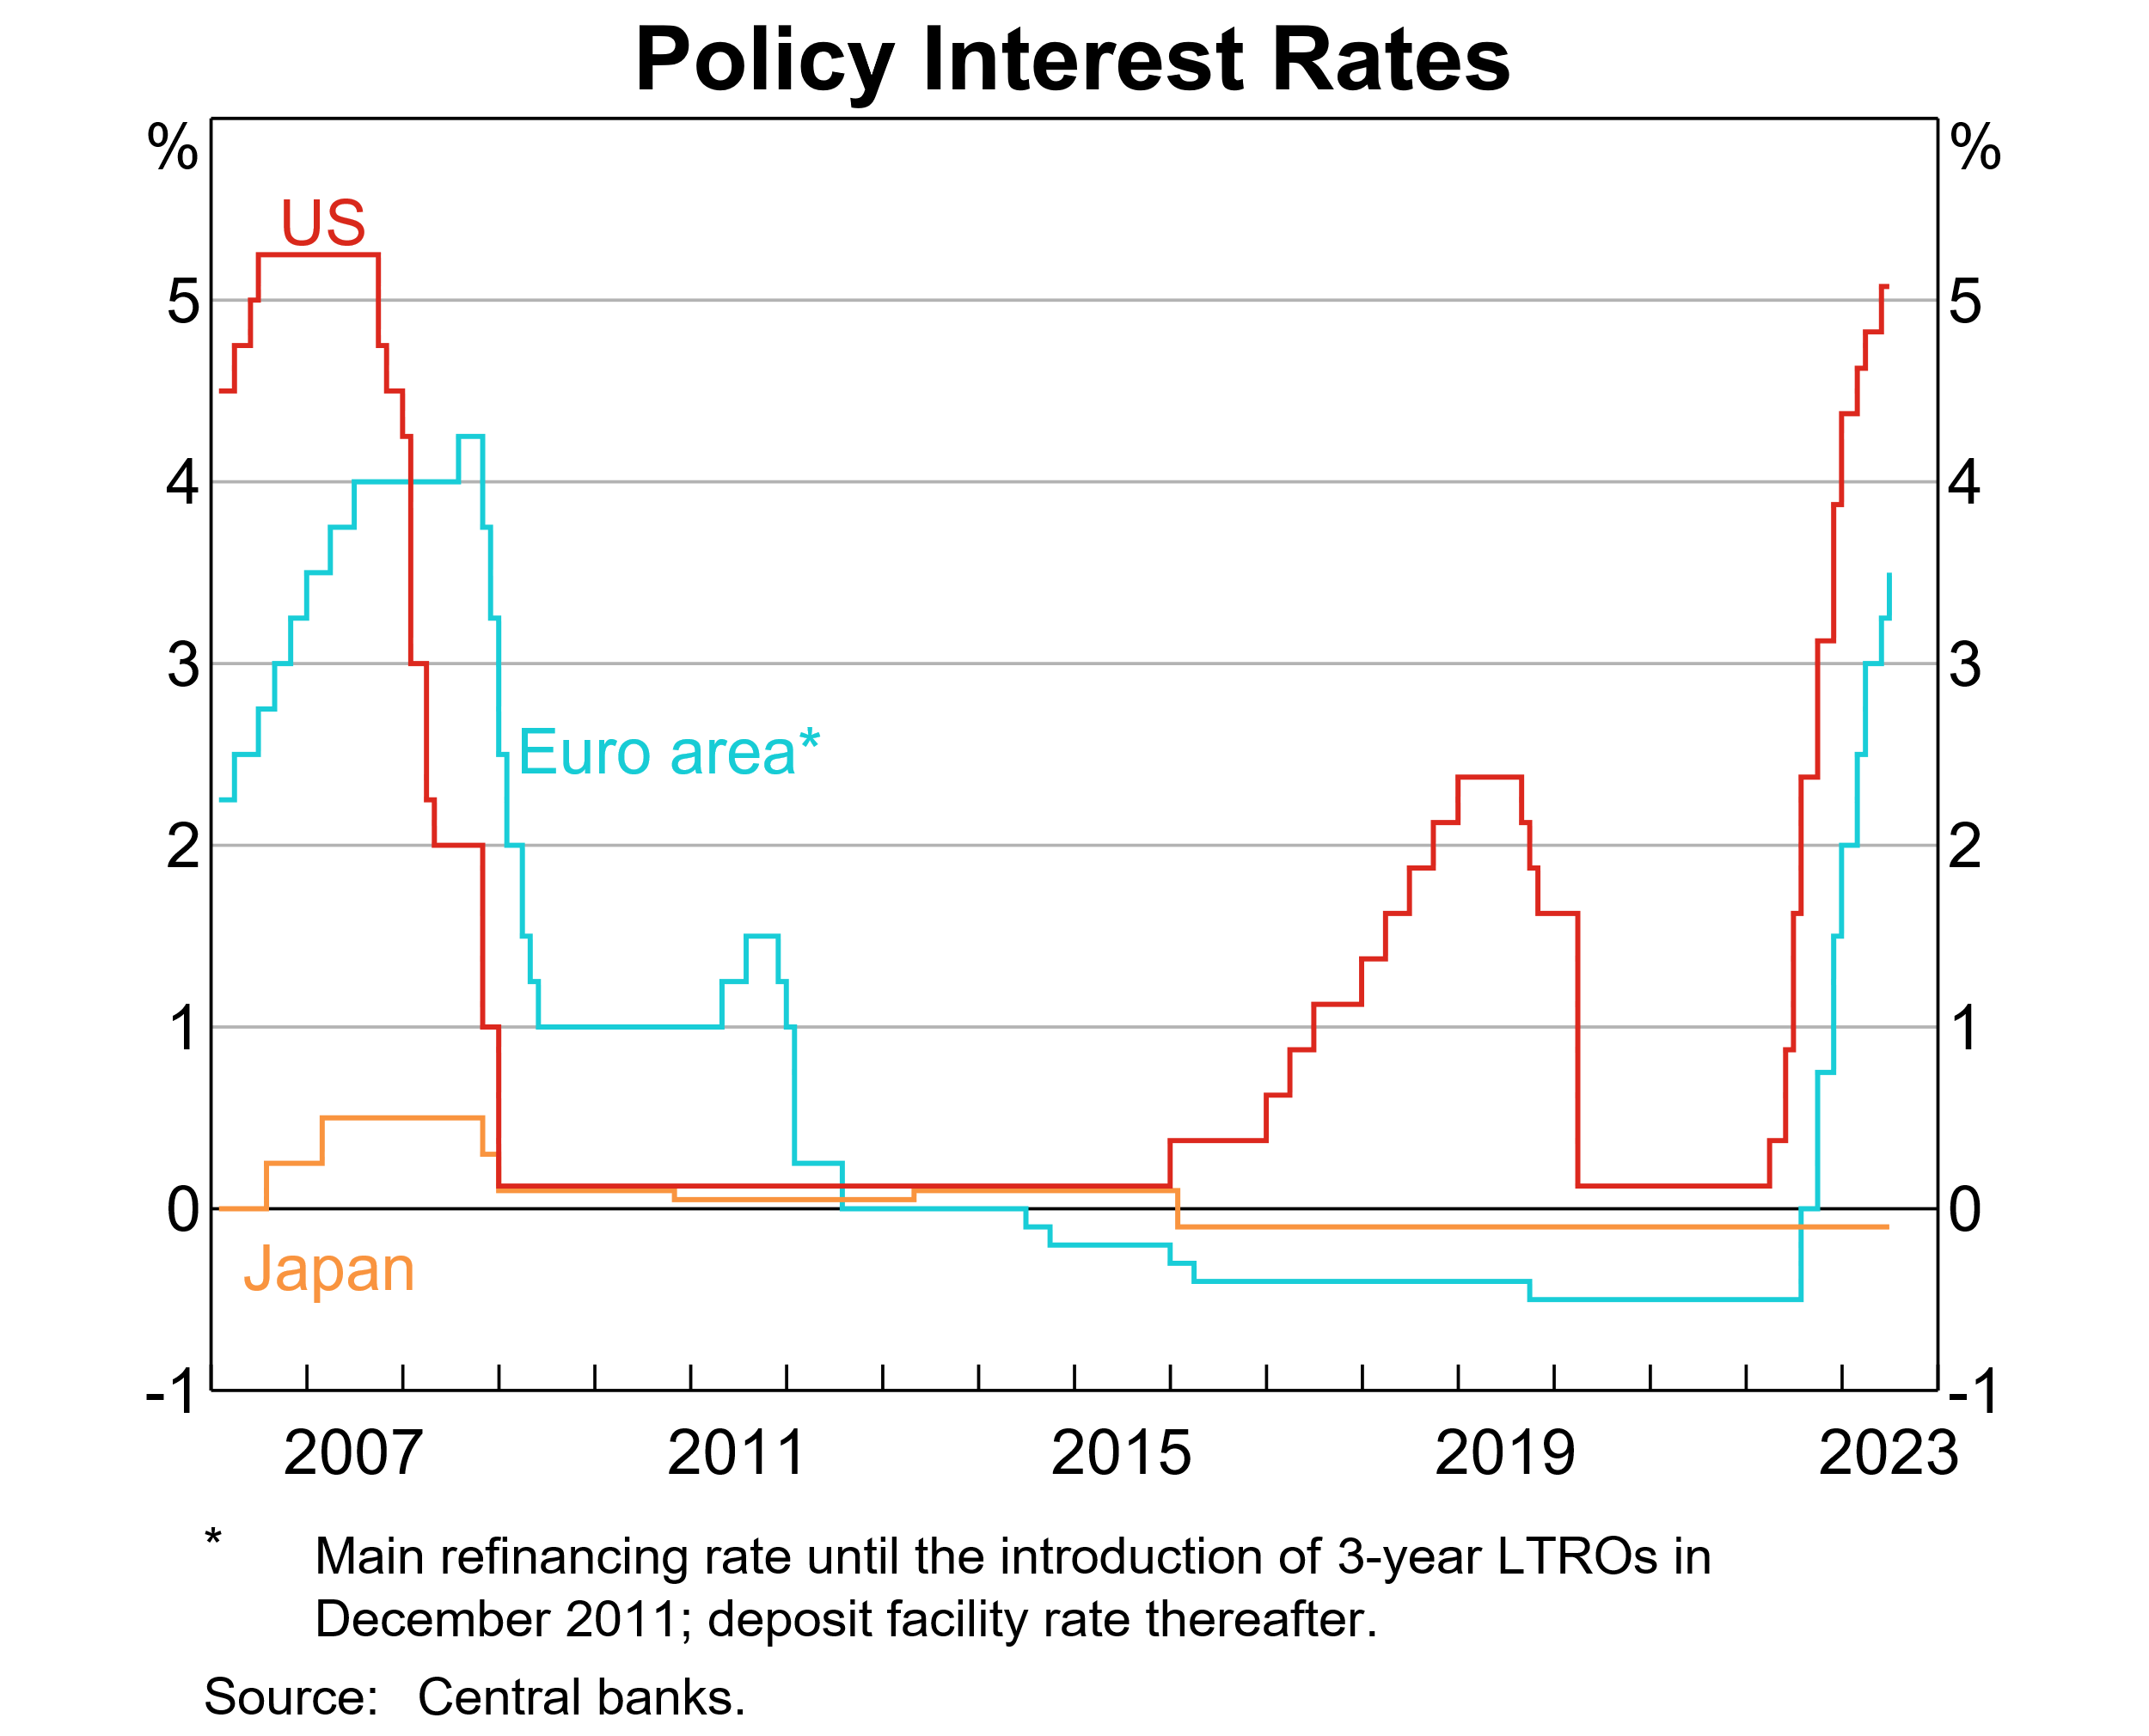 Policy Interest Rates
% %
US
5 5
4 4
3 3
Euro area*
2 2
1 1
0 0
Japan
-1 -1
2007 2011 2015 2019 2023
* Main refinancing rate until the introduction of 3-year LTROs in
December 2011; deposit facility rate thereafter.
Source: Central banks.